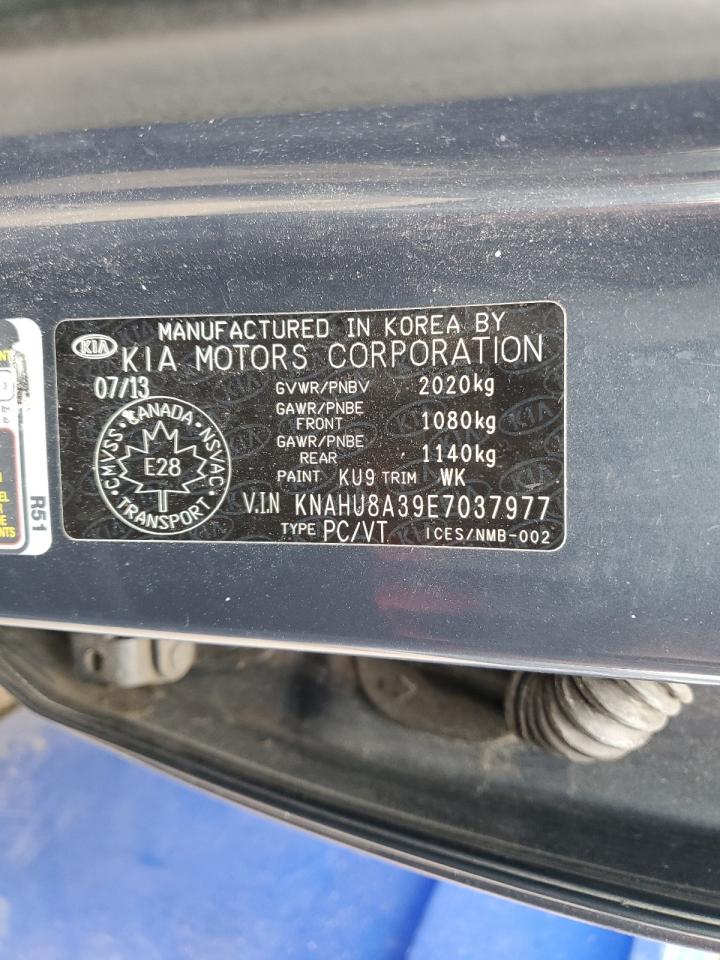 MANUFACTURED IN KOREA BY
KIA KIA MOTORS CORPORATION
07/13 GVWR/PNBV 2020kg
GAWR/PNBE FRONT 1080kg
GAWR/PNBE REAR 1140kg
PAINT KU9 TRIM WK
V.I.N KNAHU8A39E7037977
TYPE PC/VT ICES/NMB-002
CANADA
CMVSS NSVAC
E28
TRANSPORT
R51